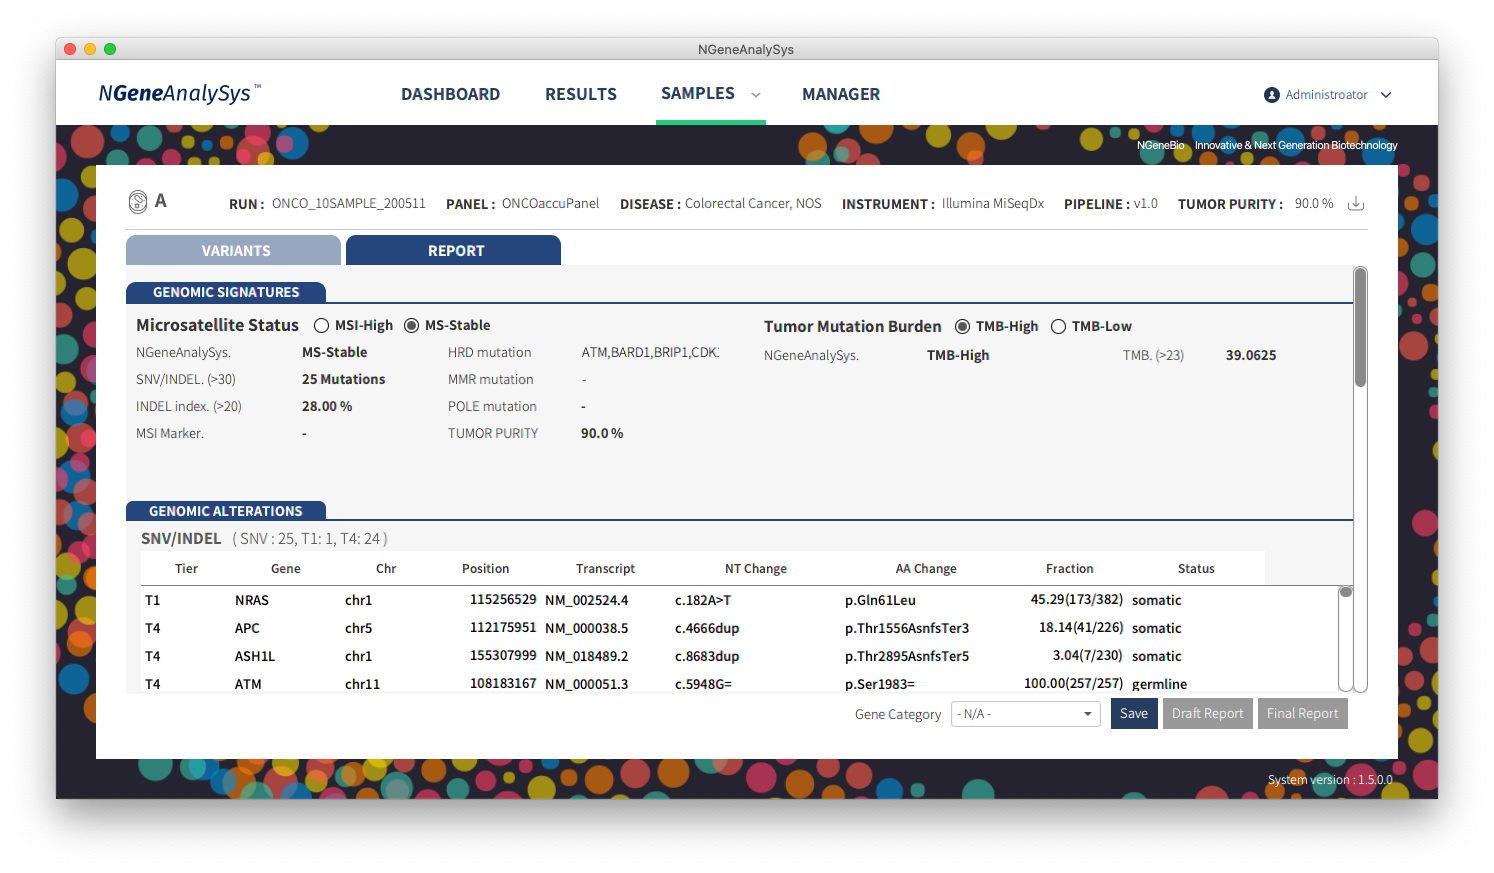 NGeneAnalySys
NGeneAnalySys™ DASHBOARD RESULTS SAMPLES MANAGER Administroator
NGeneBio Innovative & Next Generation Biotechnology
A RUN : ONCO_10SAMPLE_200511 PANEL : ONCOaccuPanel DISEASE : Colorectal Cancer, NOS INSTRUMENT : Illumina MiSeqDx PIPELINE : v1.0 TUMOR PURITY : 90.0 %
VARIANTS REPORT
GENOMIC SIGNATURES
Microsatellite Status MSI-High MS-Stable Tumor Mutation Burden TMB-High TMB-Low
NGeneAnalySys. MS-Stable HRD mutation ATM,BARD1,BRIP1,CDK: NGeneAnalySys. TMB-High TMB. (>23) 39.0625
SNV/INDEL. (>30) 25 Mutations MMR mutation -
INDEL index. (>20) 28.00 % POLE mutation -
MSI Marker. - TUMOR PURITY 90.0 %
GENOMIC ALTERATIONS
SNV/INDEL ( SNV : 25, T1: 1, T4: 24 )
Tier Gene Chr Position Transcript NT Change AA Change Fraction Status
T1 NRAS chr1 115256529 NM_002524.4 c.182A>T p.Gln61Leu 45.29(173/382) somatic
T4 APC chr5 112175951 NM_000038.5 c.4666dup p.Thr1556AsnfsTer3 18.14(41/226) somatic
T4 ASH1L chr1 155307999 NM_018489.2 c.8683dup p.Thr2895AsnfsTer5 3.04(7/230) somatic
T4 ATM chr11 108183167 NM_000051.3 c.5948G= p.Ser1983= 100.00(257/257) germline
Gene Category - N/A - Save Draft Report Final Report
System version : 1.5.0.0